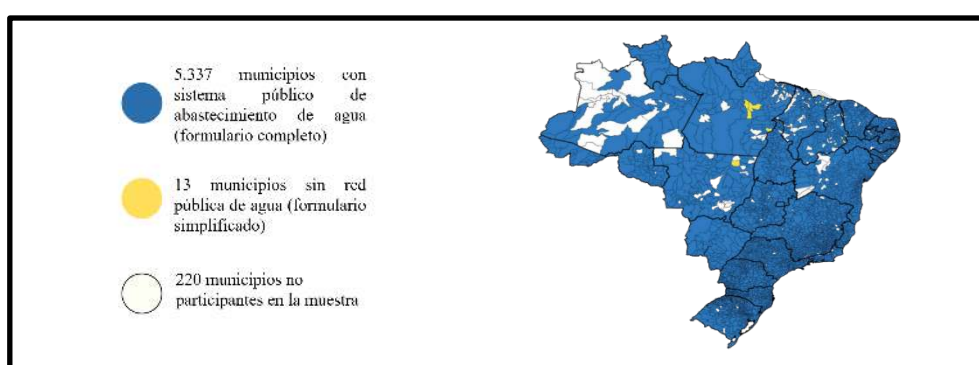 5.337 municipios con
sistema público de
abastecimiento de agua
(formulario completo)
13 municipios sin red
pública de agua (formulario
simplificado)
220 municipios no
participantes en la muestra